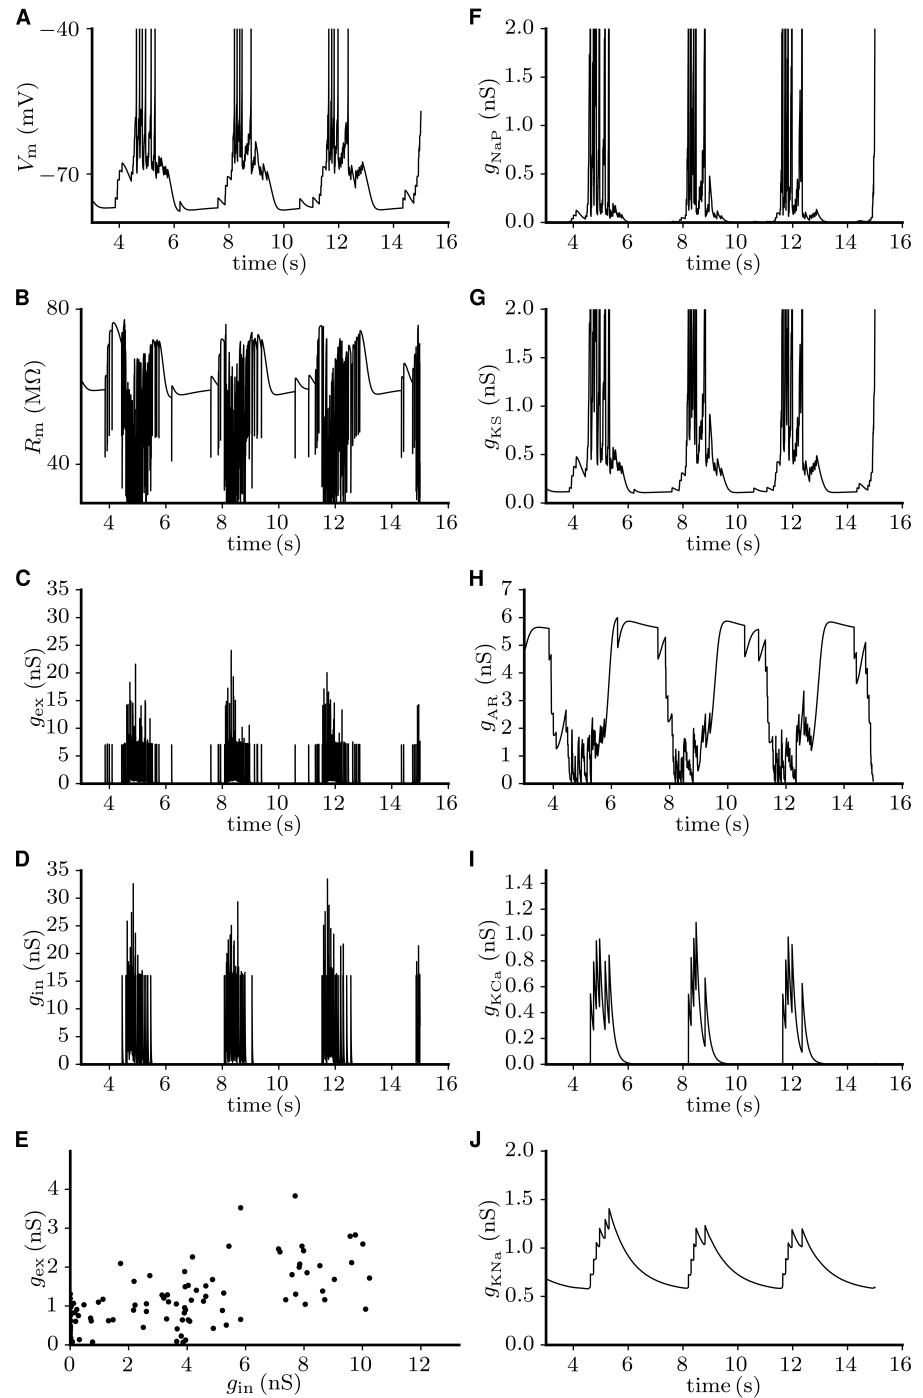 A
−40
−70
V_m (mV)
4 6 8 10 12 14 16
time (s)
B
80
40
R_m (MΩ)
4 6 8 10 12 14 16
time (s)
C
35
30
25
20
15
10
5
0
g_ex (nS)
4 6 8 10 12 14 16
time (s)
D
35
30
25
20
15
10
5
0
g_in (nS)
4 6 8 10 12 14 16
time (s)
E
4
3
2
1
0
g_ex (nS)
0 2 4 6 8 10 12
g_in (nS)
F
2.0
1.5
1.0
0.5
0.0
g_NaP (nS)
4 6 8 10 12 14 16
time (s)
G
2.0
1.5
1.0
0.5
0.0
g_KS (nS)
4 6 8 10 12 14 16
time (s)
H
7
6
5
4
3
2
1
0
g_AR (nS)
4 6 8 10 12 14 16
time (s)
I
1.4
1.2
1.0
0.8
0.6
0.4
0.2
0.0
g_KCa (nS)
4 6 8 10 12 14 16
time (s)
J
2.0
1.5
1.0
0.5
0.0
g_KNa (nS)
4 6 8 10 12 14 16
time (s)